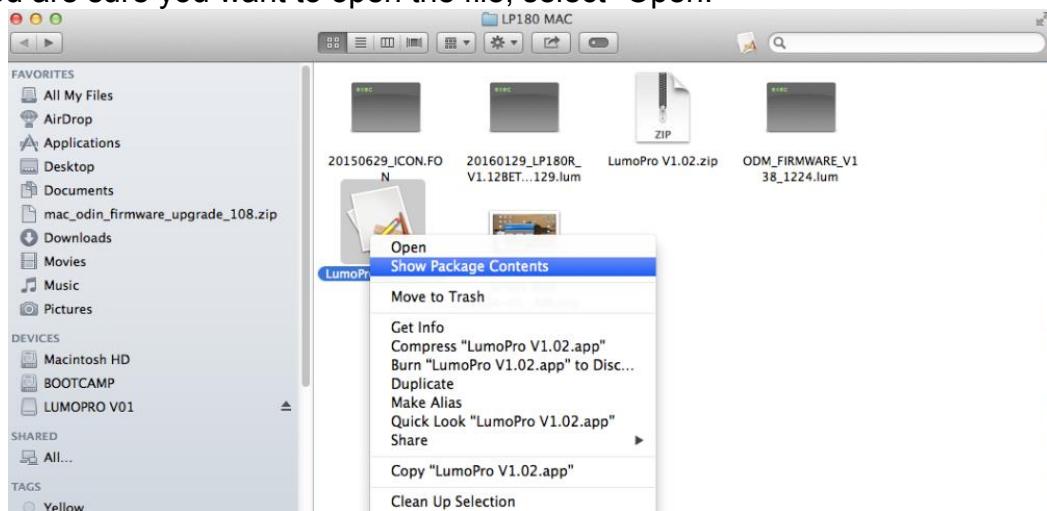 are sure you want to open the file, select "Open.
LP180 MAC
FAVORITES
All My Files
AirDrop
Applications
Desktop
Documents
mac_odin_firmware_upgrade_108.zip
Downloads
Movies
Music
Pictures
DEVICES
Macintosh HD
BOOTCAMP
LUMOPRO V01
SHARED
All...
TAGS
Yellow
exec
exec
ZIP
exec
20150629_ICON.FO
N
20160129_LP180R_
V1.12BET...129.lum
LumoPro V1.02.zip
ODM_FIRMWARE_V1
38_1224.lum
LumoPr
Open
Show Package Contents
Move to Trash
Get Info
Compress "LumoPro V1.02.app"
Burn "LumoPro V1.02.app" to Disc...
Duplicate
Make Alias
Quick Look "LumoPro V1.02.app"
Share
Copy "LumoPro V1.02.app"
Clean Up Selection